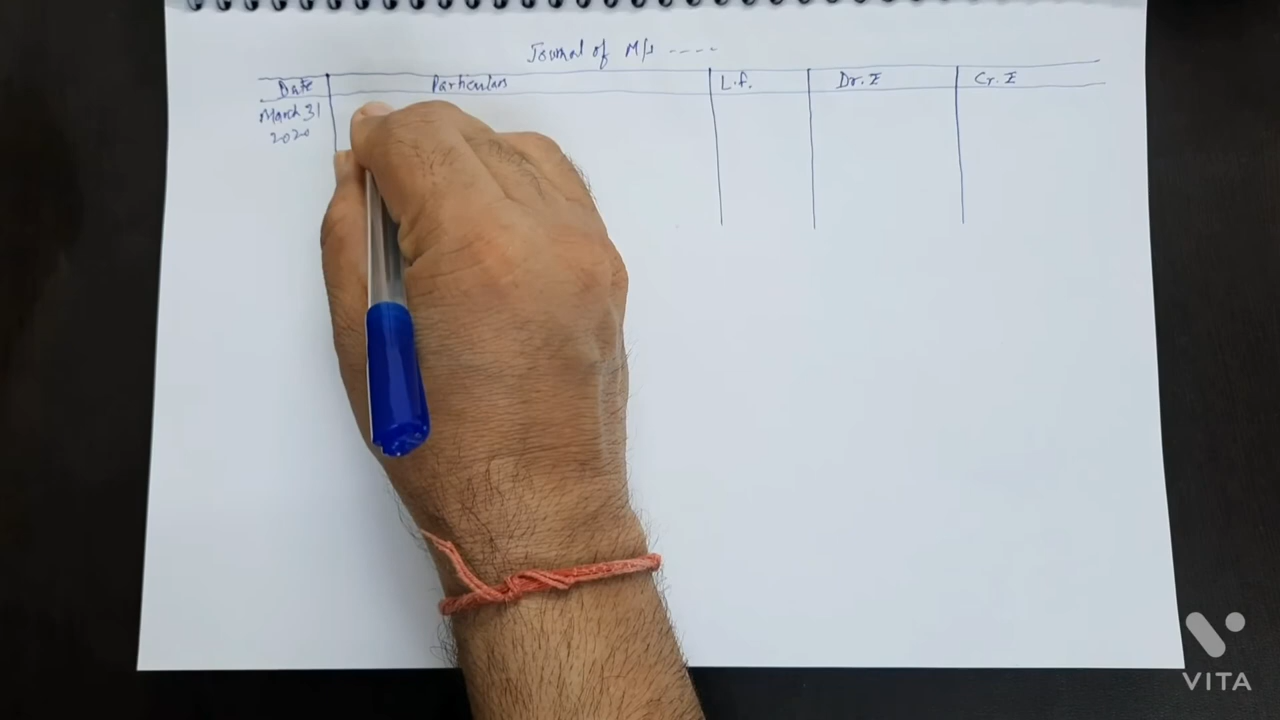 Journal of M/s ----
Date Particulars L.f. Dr. ₹ Cr. ₹
March 31
2020
VITA